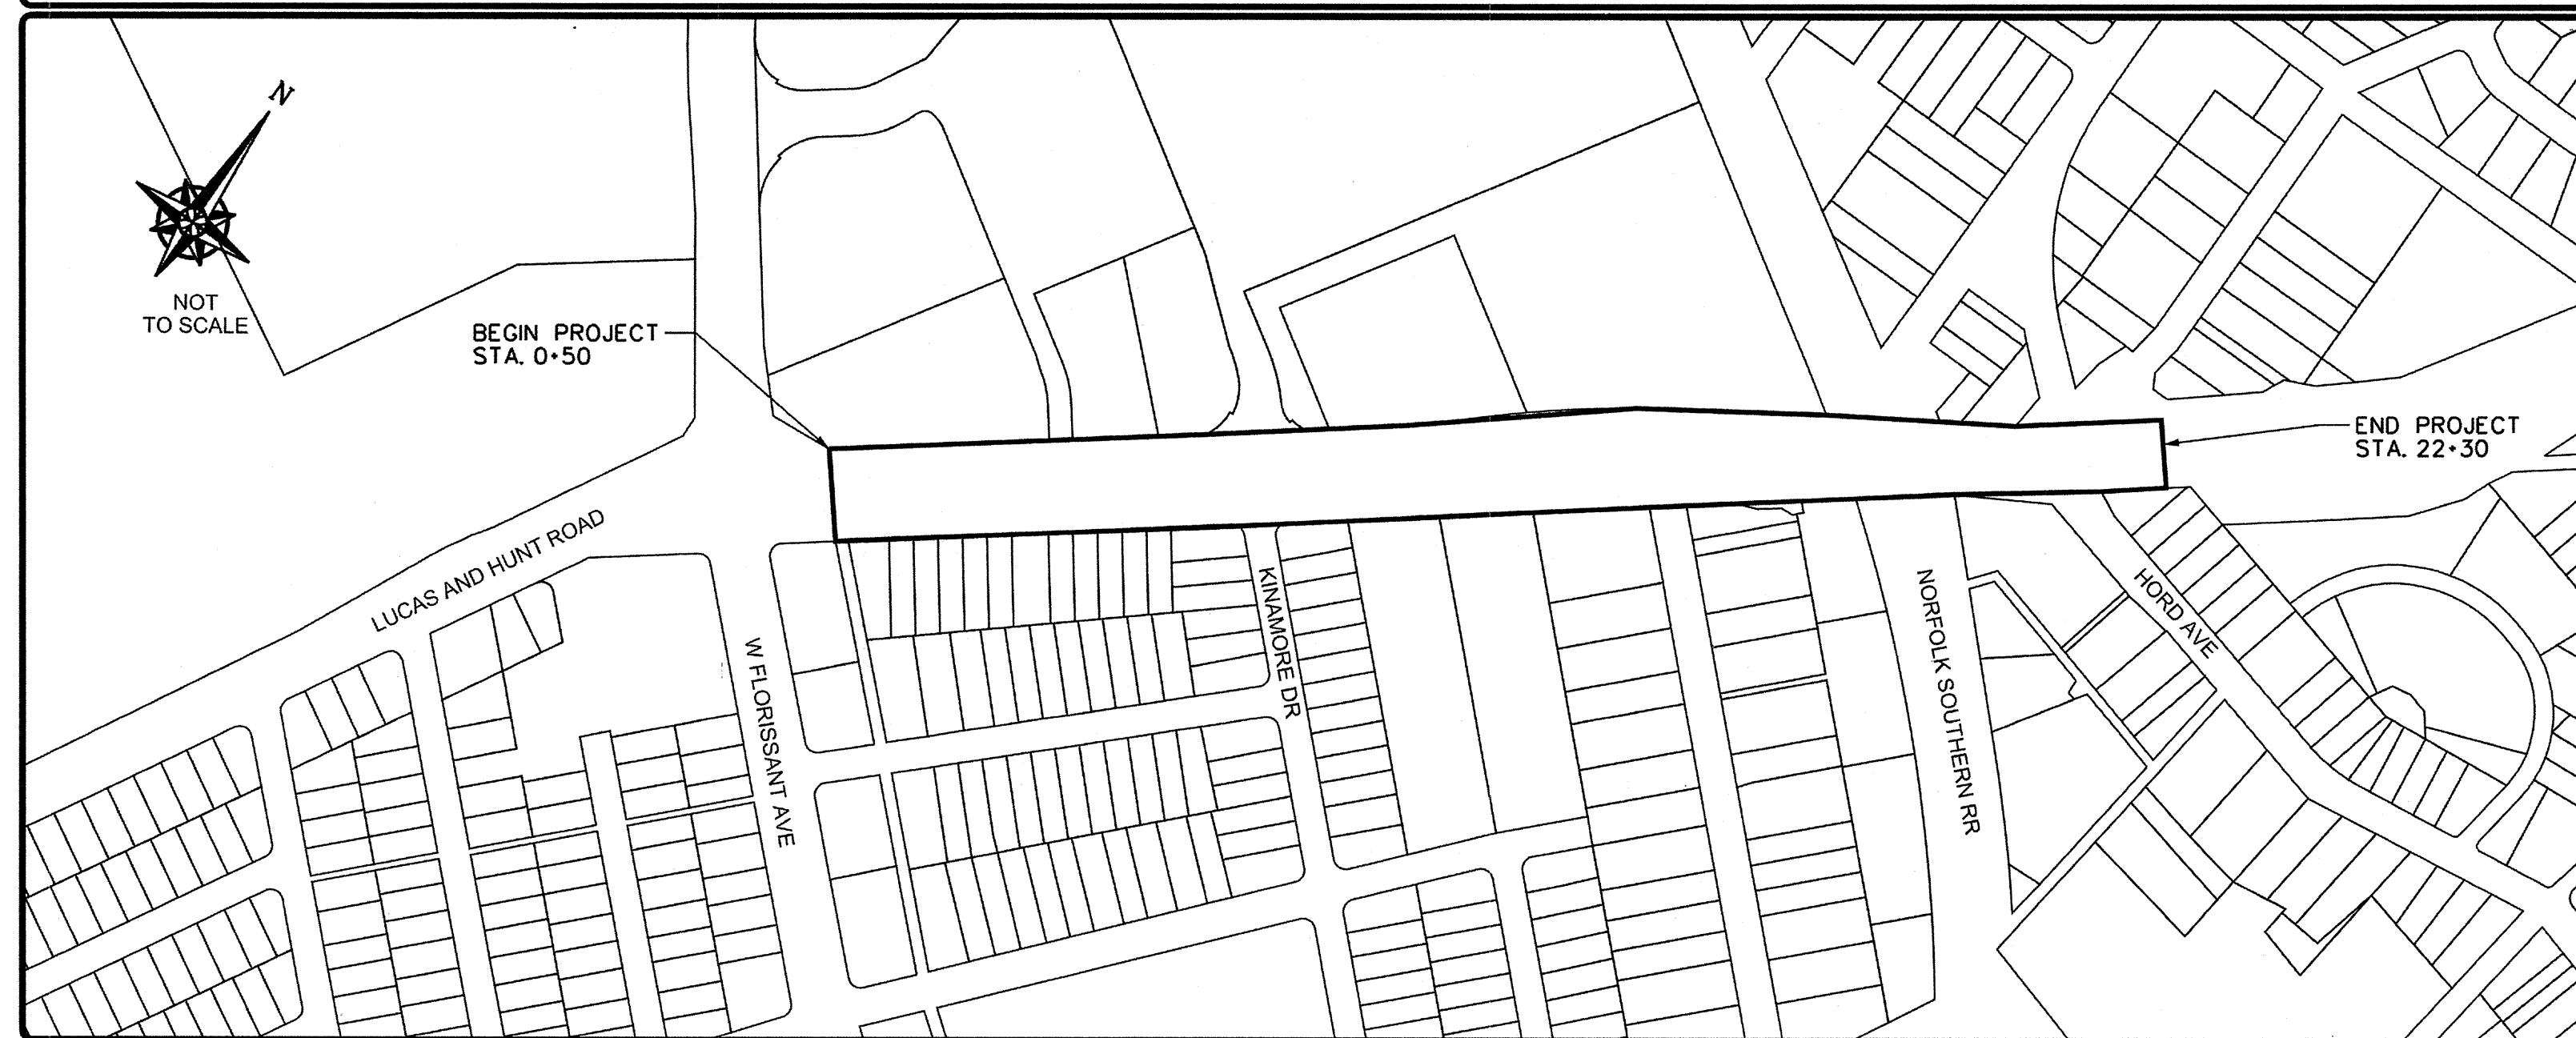 N
NOT
TO SCALE
BEGIN PROJECT
STA. 0+50
END PROJECT
STA. 22+30
LUCAS AND HUNT ROAD
W FLORISSANT AVE
KINAMORE DR
NORFOLK SOUTHERN RR
HORD AVE